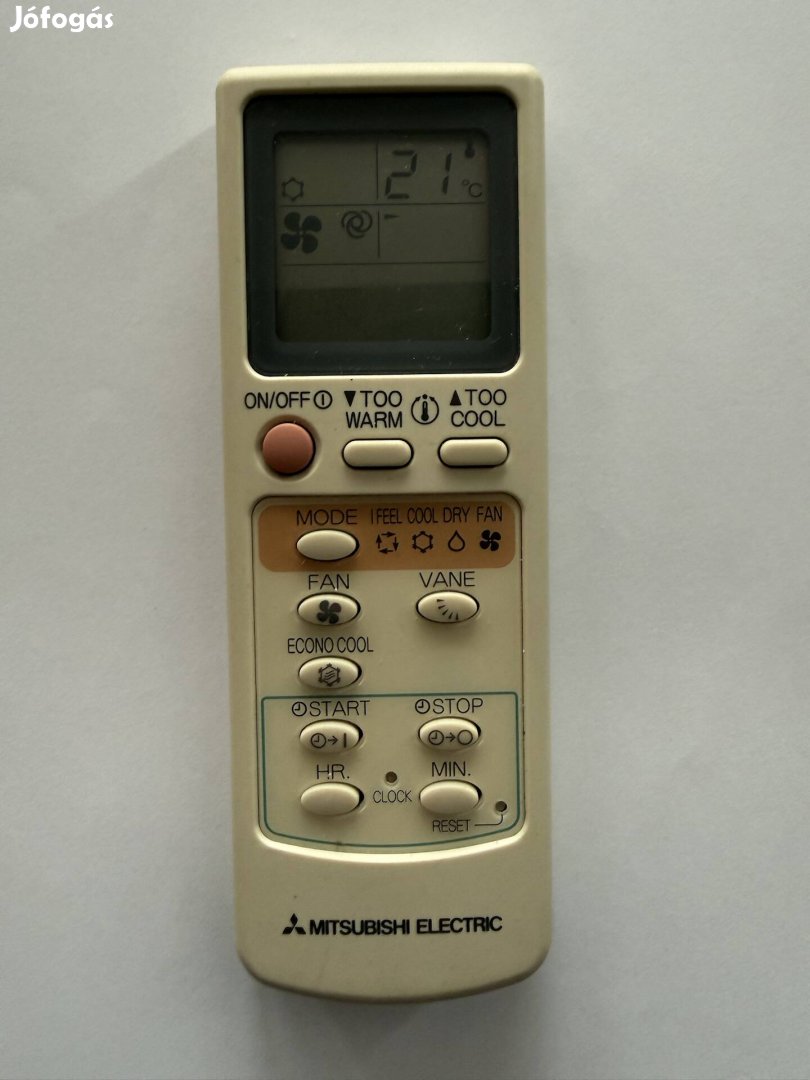 Jófogás
21°C
ON/OFF ▼TOO WARM ▲TOO COOL
MODE I FEEL COOL DRY FAN
FAN VANE
ECONO COOL
START STOP
HR. CLOCK MIN.
RESET
MITSUBISHI ELECTRIC